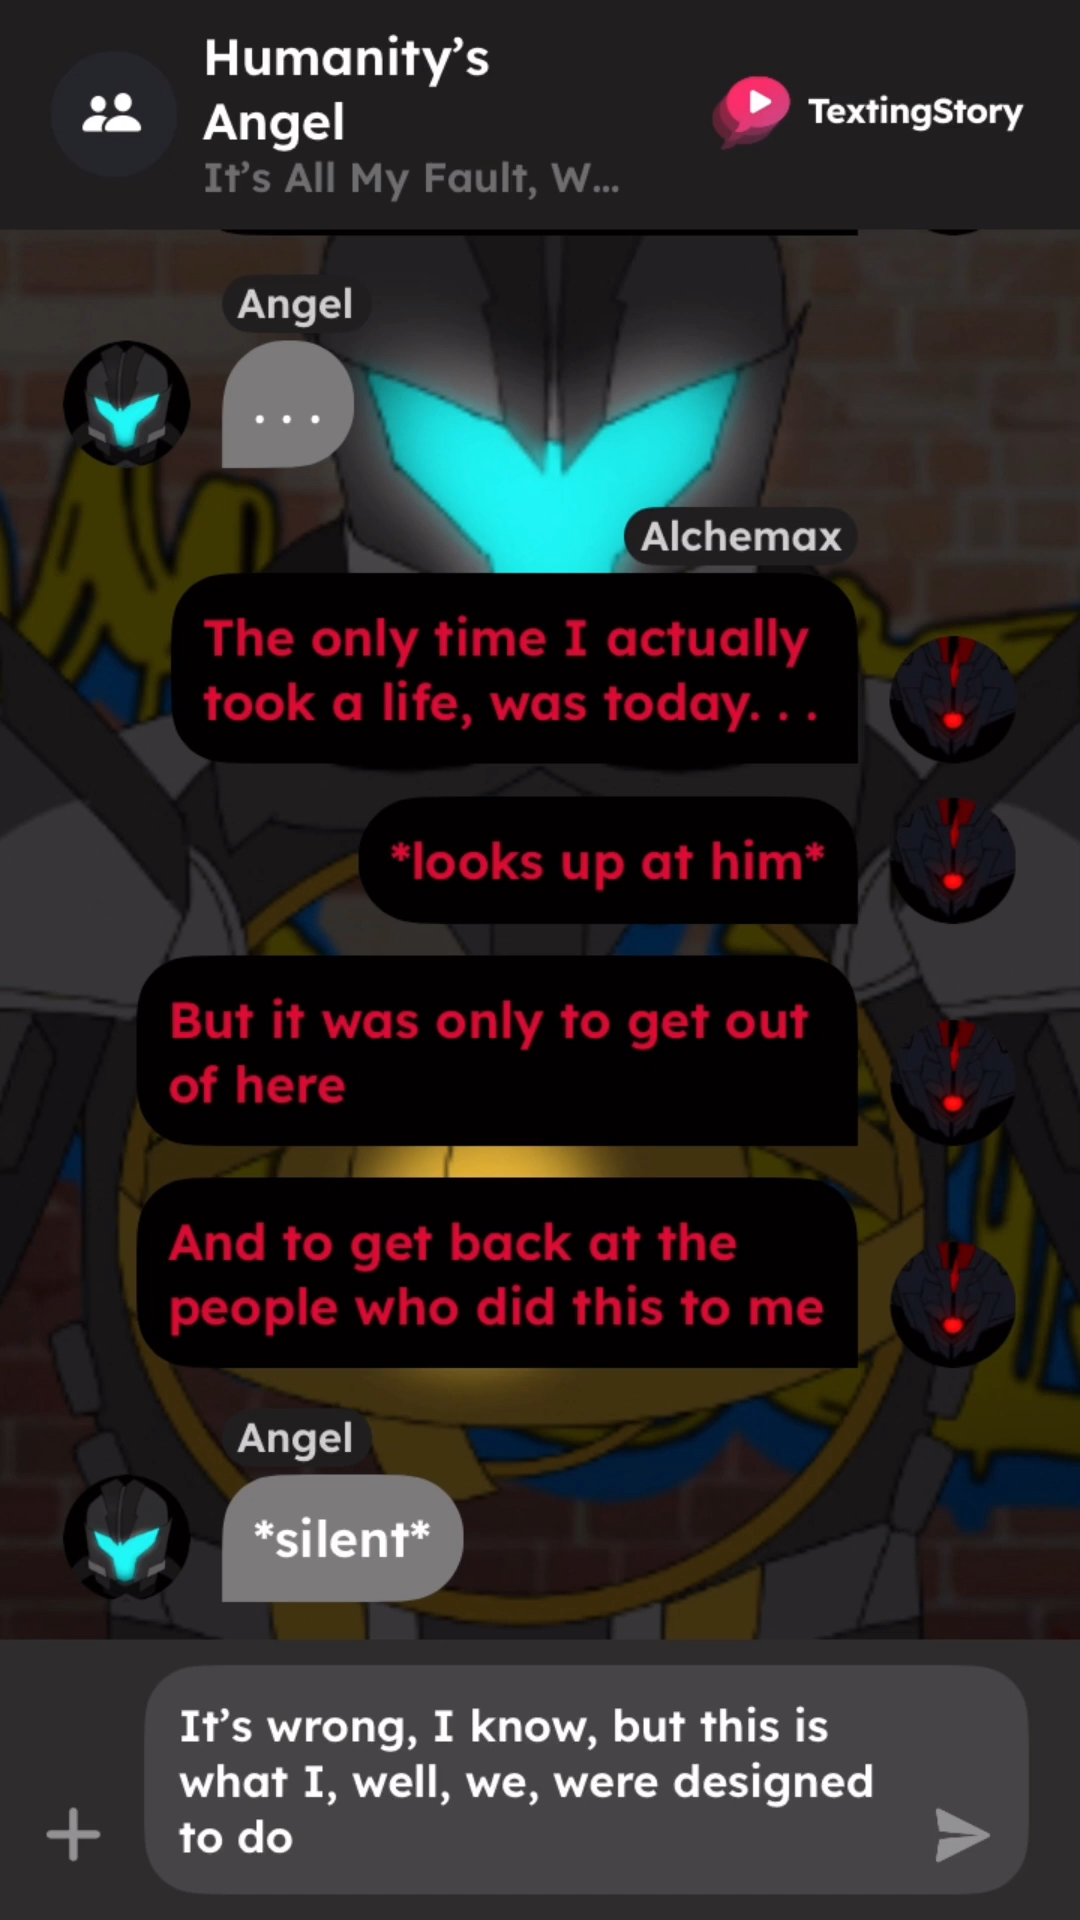 Humanity’s
Angel
It’s All My Fault, W...
TextingStory
Angel
. . .
Alchemax
The only time I actually
took a life, was today. . .
*looks up at him*
But it was only to get out
of here
And to get back at the
people who did this to me
Angel
*silent*
It’s wrong, I know, but this is
what I, well, we, were designed
to do